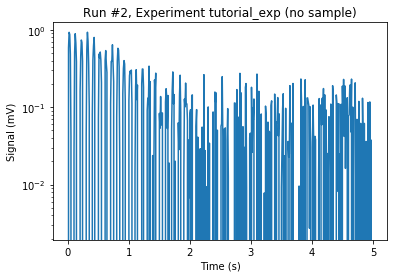 Run #2, Experiment tutorial_exp (no sample)
Signal (mV)
10⁰
10⁻¹
10⁻²
0 1 2 3 4 5
Time (s)